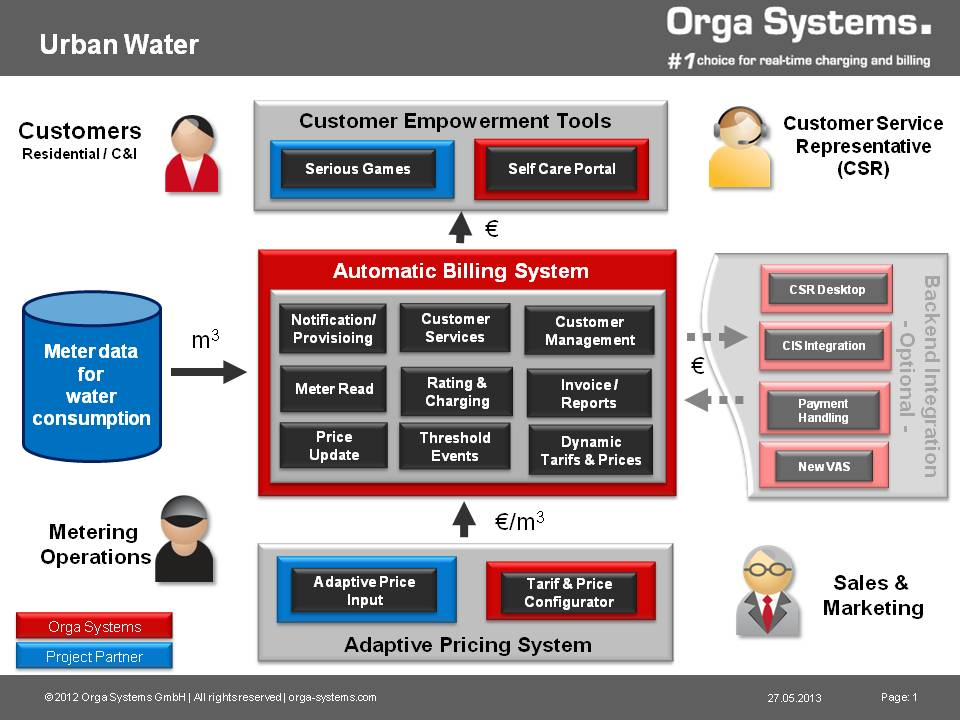 Urban Water
Orga Systems.
#1 choice for real-time charging and billing
Customers
Residential / C&I
Customer Empowerment Tools
Serious Games
Self Care Portal
Customer Service
Representative
(CSR)
€
Automatic Billing System
Notification/
Provisioing
Customer
Services
Customer
Management
Meter Read
Rating &
Charging
Invoice /
Reports
Price
Update
Threshold
Events
Dynamic
Tarifs & Prices
Meter data
for
water
consumption
m³
€
CSR Desktop
CIS Integration
Payment
Handling
New VAS
Backend Integration
- Optional -
Metering
Operations
€/m³
Adaptive Price
Input
Tarif & Price
Configurator
Adaptive Pricing System
Sales &
Marketing
Orga Systems
Project Partner
© 2012 Orga Systems GmbH | All rights reserved | orga-systems.com
27.05.2013
Page: 1